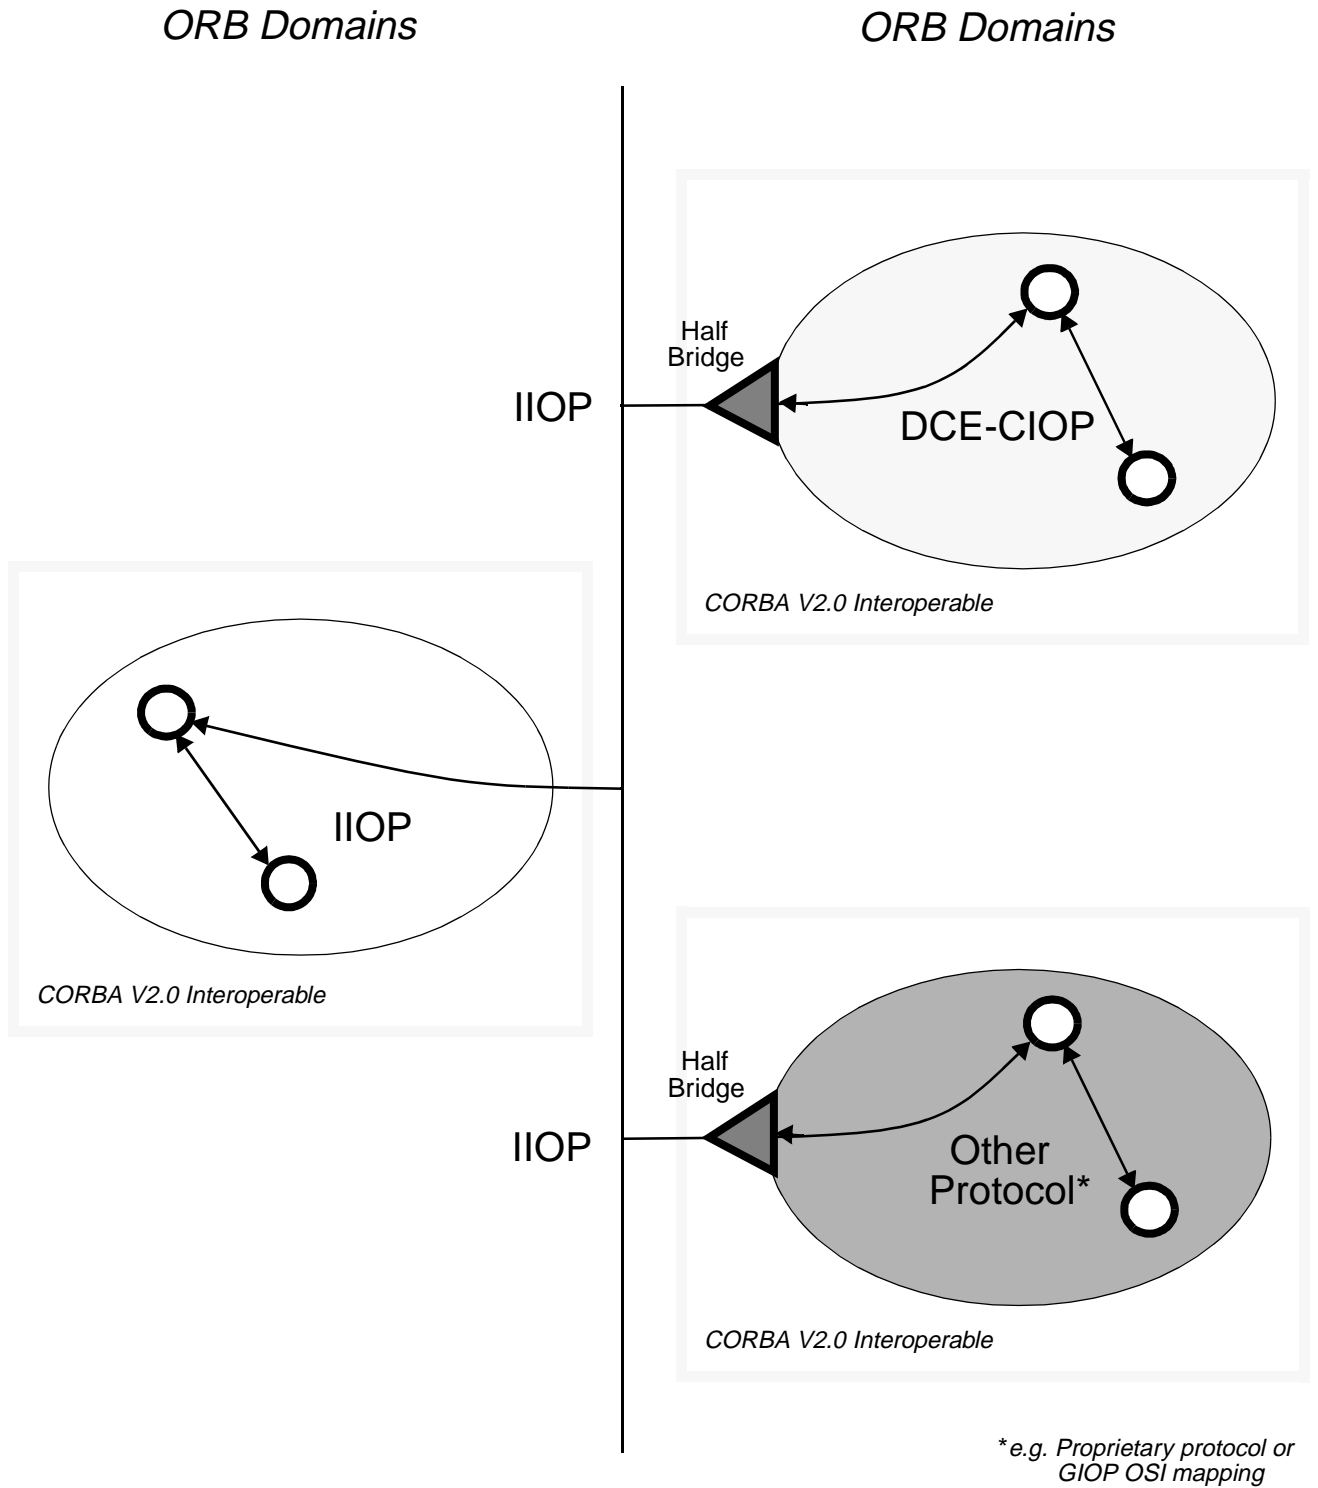 ORB Domains
ORB Domains
Half
Bridge
IIOP
DCE-CIOP
CORBA V2.0 Interoperable
IIOP
CORBA V2.0 Interoperable
Half
Bridge
IIOP
Other
Protocol*
CORBA V2.0 Interoperable
*e.g. Proprietary protocol or
GIOP OSI mapping